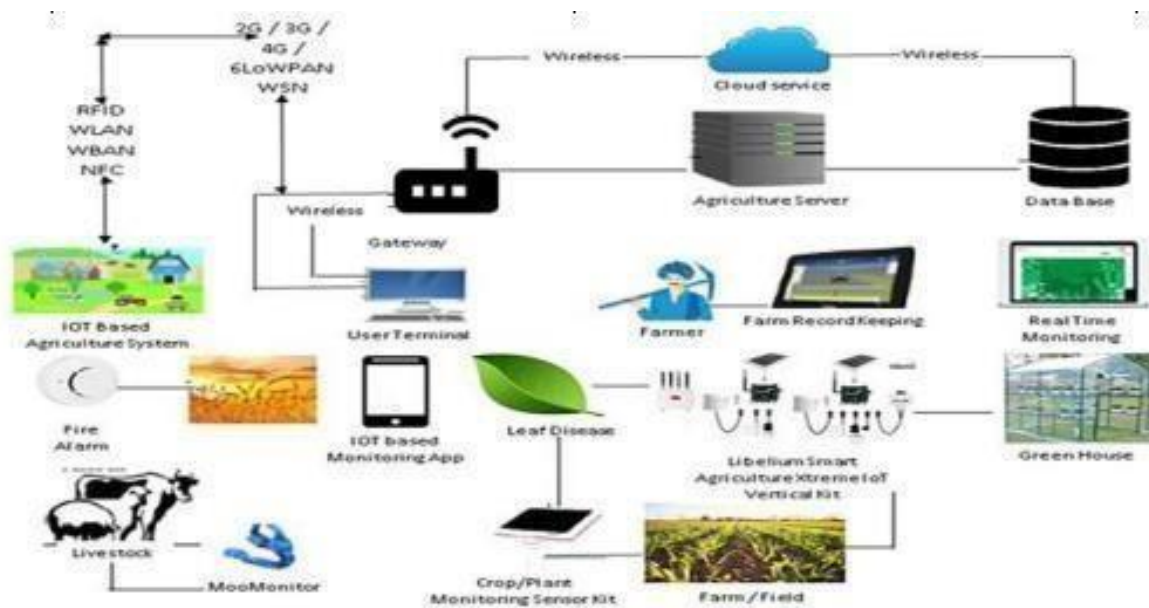 2G / 3G /
4G /
6LoWPAN
WSN
Wireless
Wireless
Cloud service
RFID
WLAN
WBAN
NFC
Wireless
Agriculture Server
Data Base
Gateway
IOT Based
Agriculture System
User Terminal
Farmer
Farm Record Keeping
Real Time
Monitoring
Fire
Alarm
IOT based
Monitoring App
Leaf Disease
Libelium Smart
Agriculture Xtreme IoT
Vertical Kit
Green House
Livestock
MooMonitor
Crop/Plant
Monitoring Sensor Kit
Farm / Field